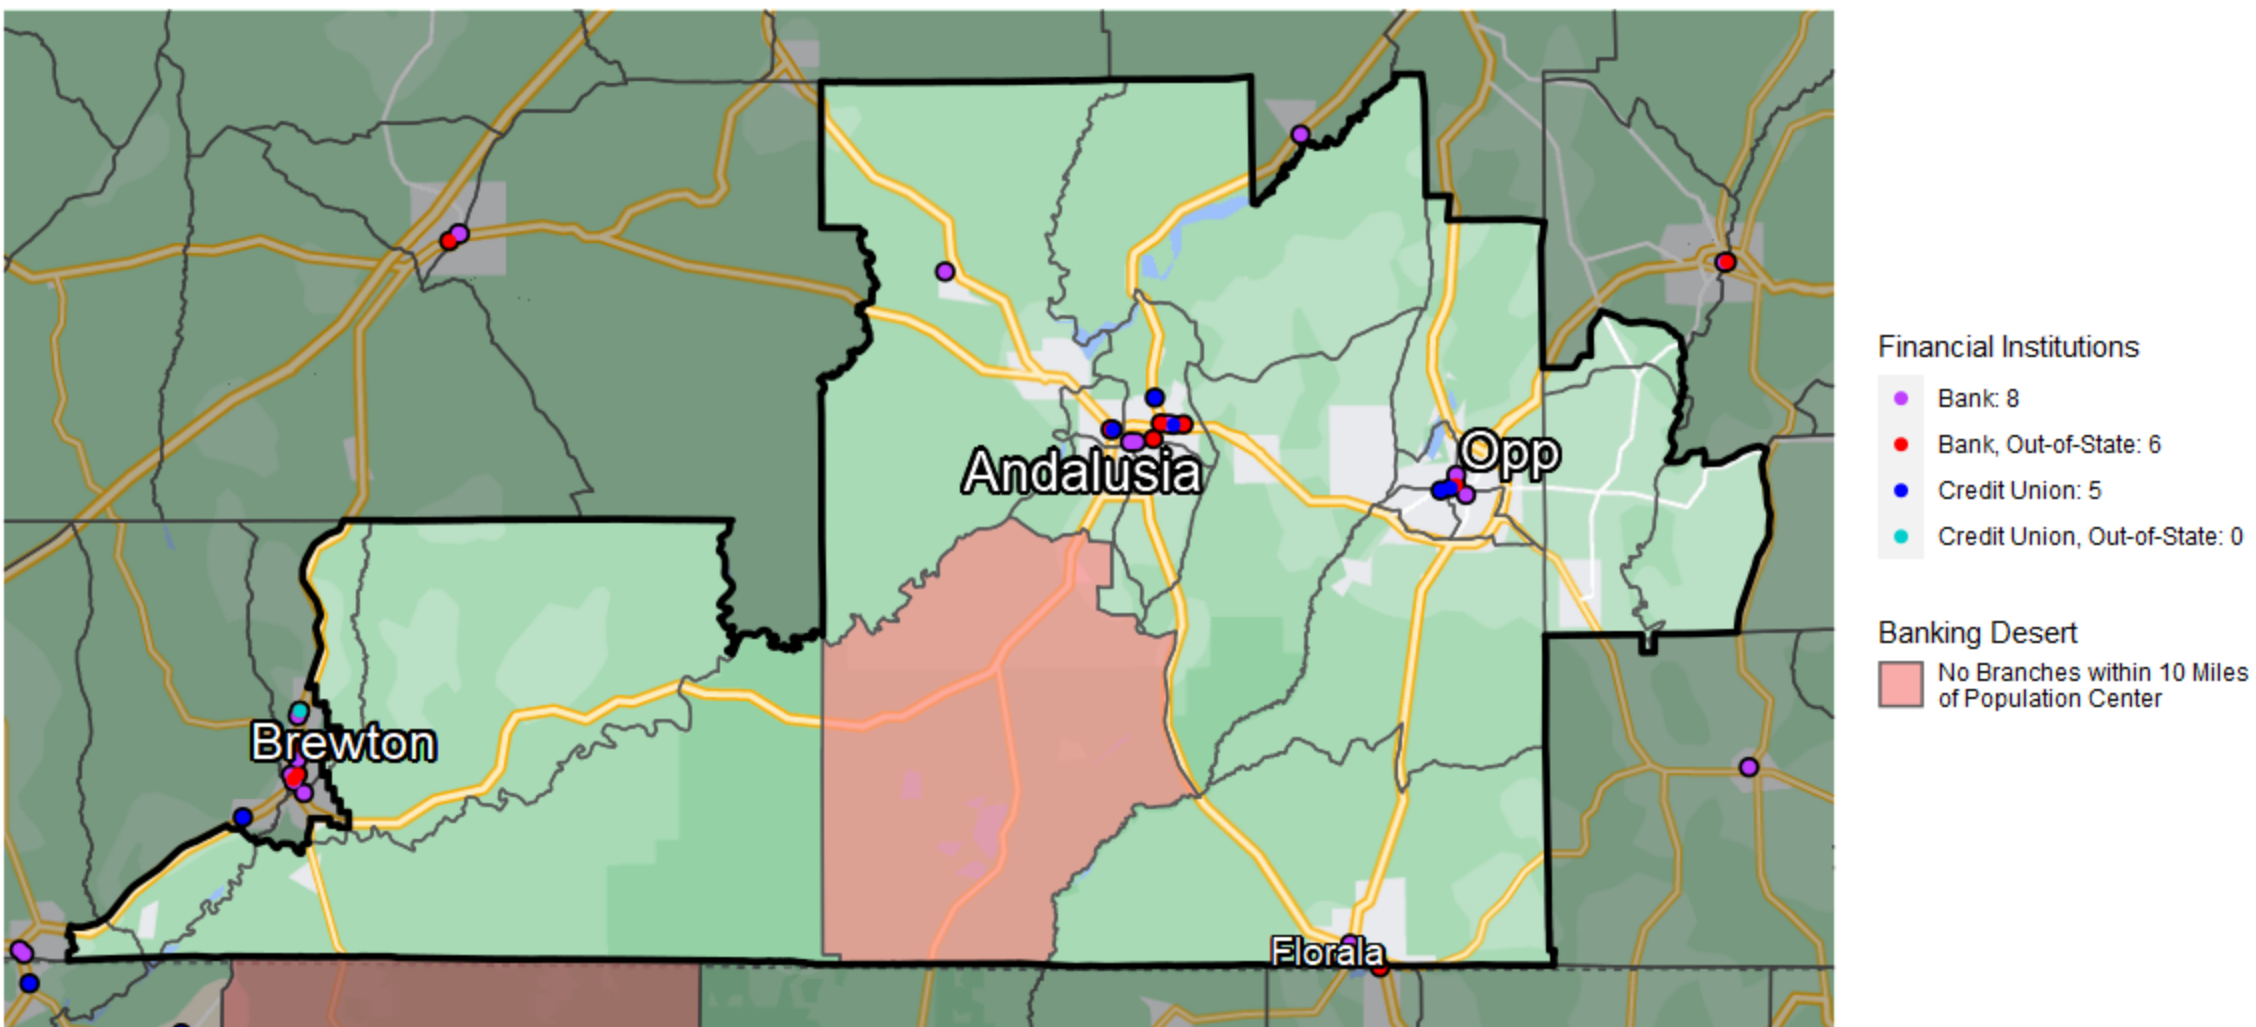 Andalusia
Opp
Brewton
Florala
Financial Institutions
Bank: 8
Bank, Out-of-State: 6
Credit Union: 5
Credit Union, Out-of-State: 0
Banking Desert
No Branches within 10 Miles
of Population Center